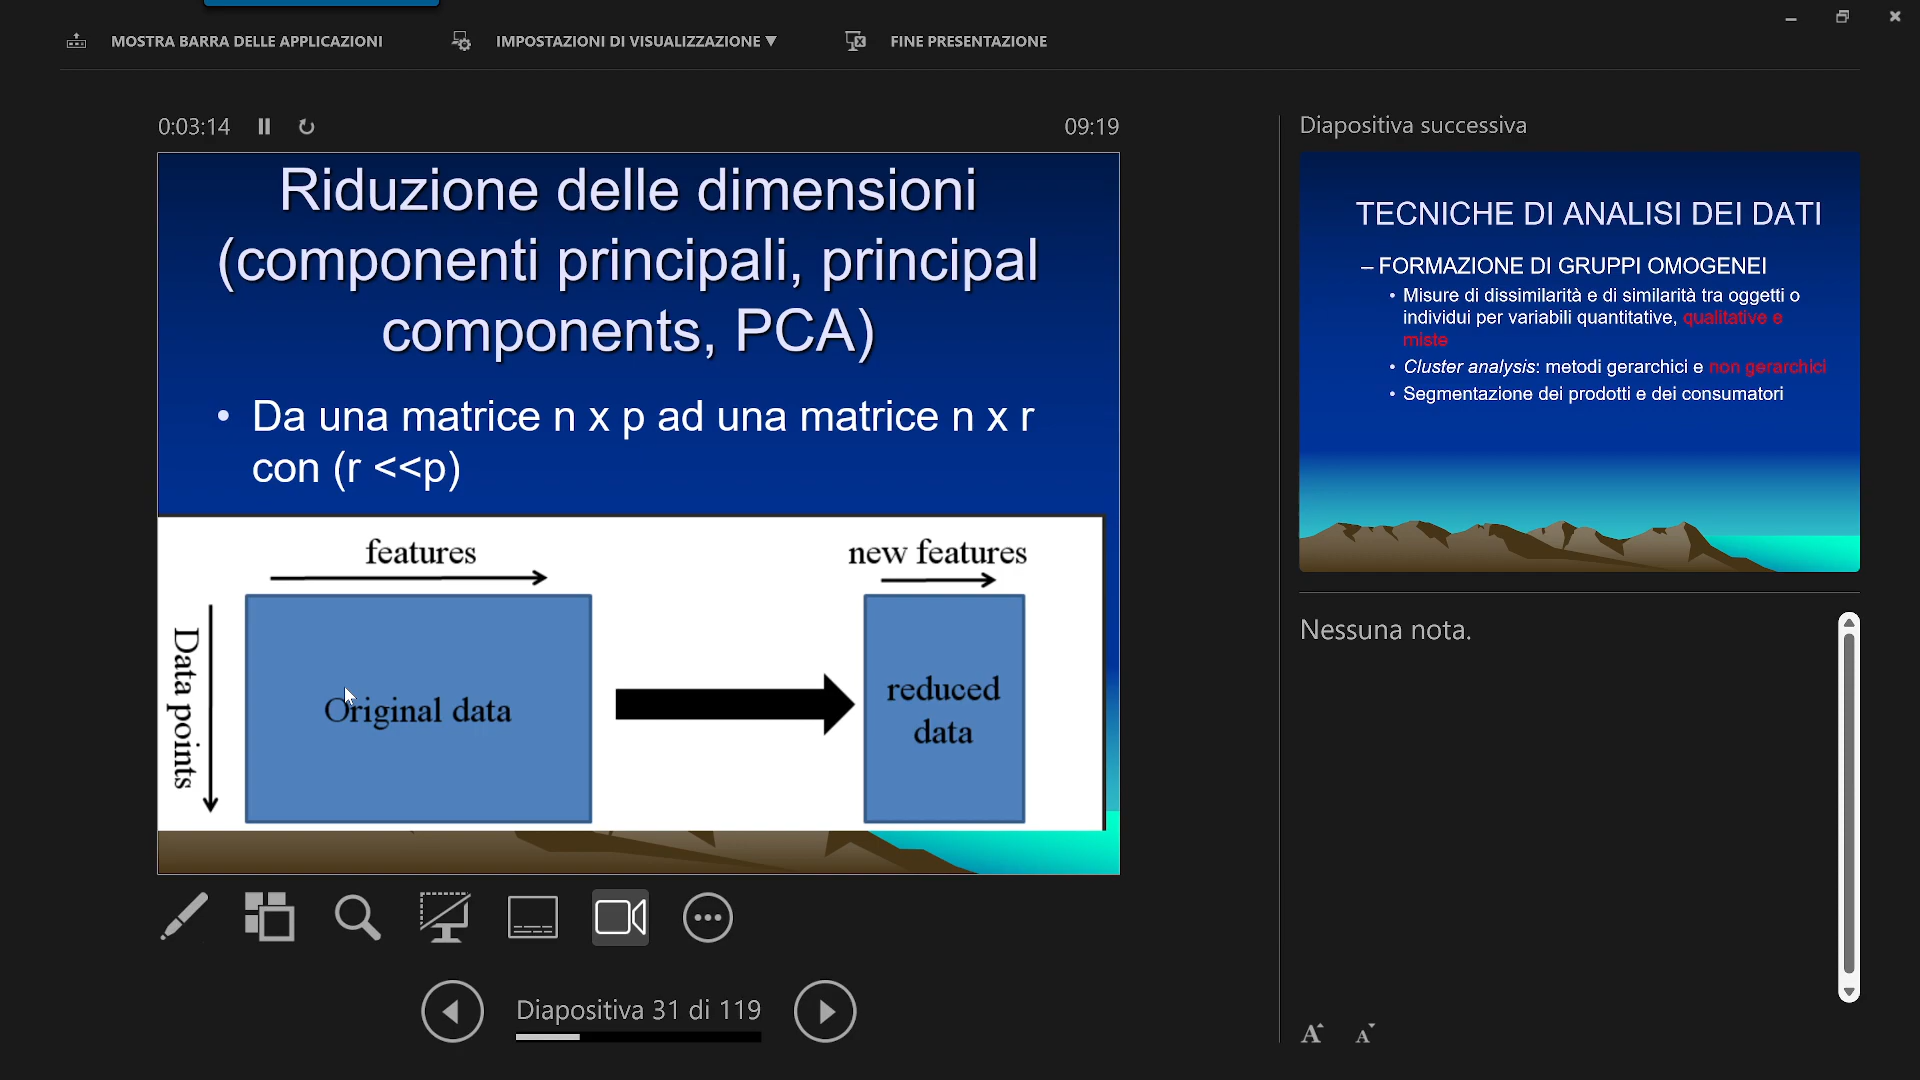 MOSTRA BARRA DELLE APPLICAZIONI
IMPOSTAZIONI DI VISUALIZZAZIONE ▼
FINE PRESENTAZIONE
0:03:14
09:19
Riduzione delle dimensioni
(componenti principali, principal
components, PCA)
• Da una matrice n x p ad una matrice n x r
con (r <<p)
features
new features
Data points
Original data
reduced
data
Diapositiva 31 di 119
Diapositiva successiva
TECNICHE DI ANALISI DEI DATI
– FORMAZIONE DI GRUPPI OMOGENEI
• Misure di dissimilarità e di similarità tra oggetti o
individui per variabili quantitative, qualitative e
miste
• Cluster analysis: metodi gerarchici e non gerarchici
• Segmentazione dei prodotti e dei consumatori
Nessuna nota.
A A